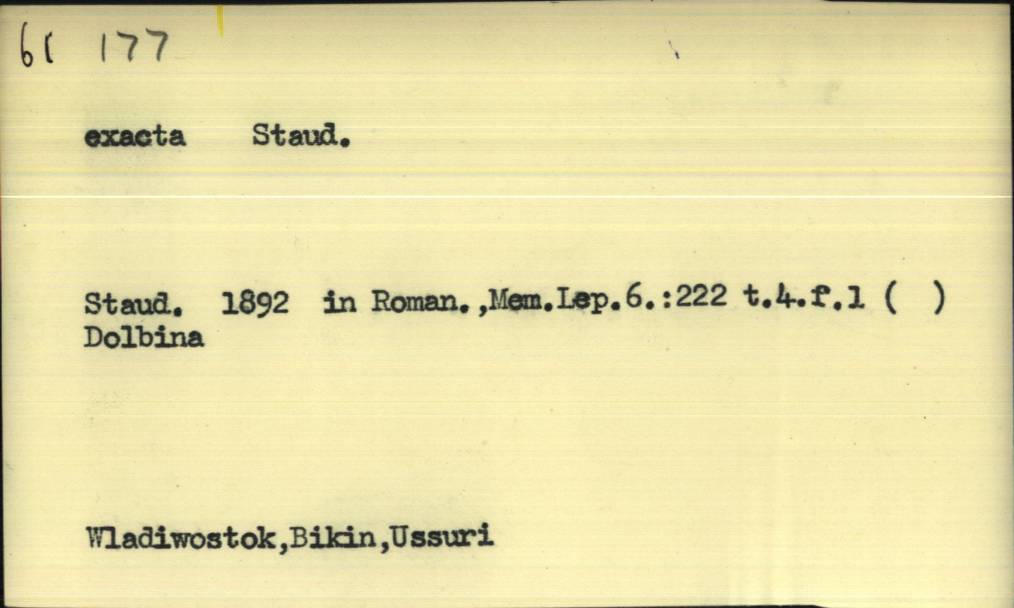 61 177
exacta Staud.
Staud. 1892 in Roman.,Mem.Lep.6.:222 t.4.f.1 ( )
Dolbina
Wladiwostok,Bikin,Ussuri